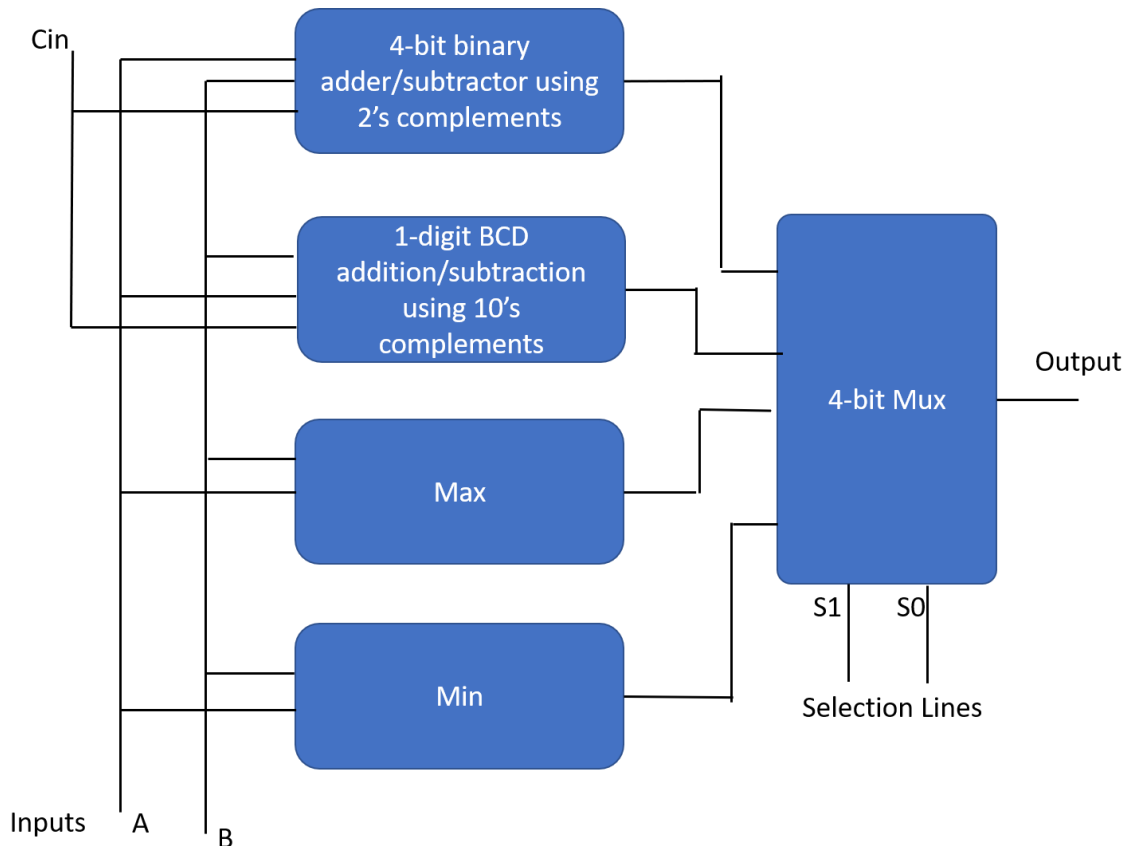 Cin
4-bit binary
adder/subtractor using
2’s complements
1-digit BCD
addition/subtraction
using 10’s
complements
Max
Min
4-bit Mux
Output
S1
S0
Selection Lines
Inputs
A
B